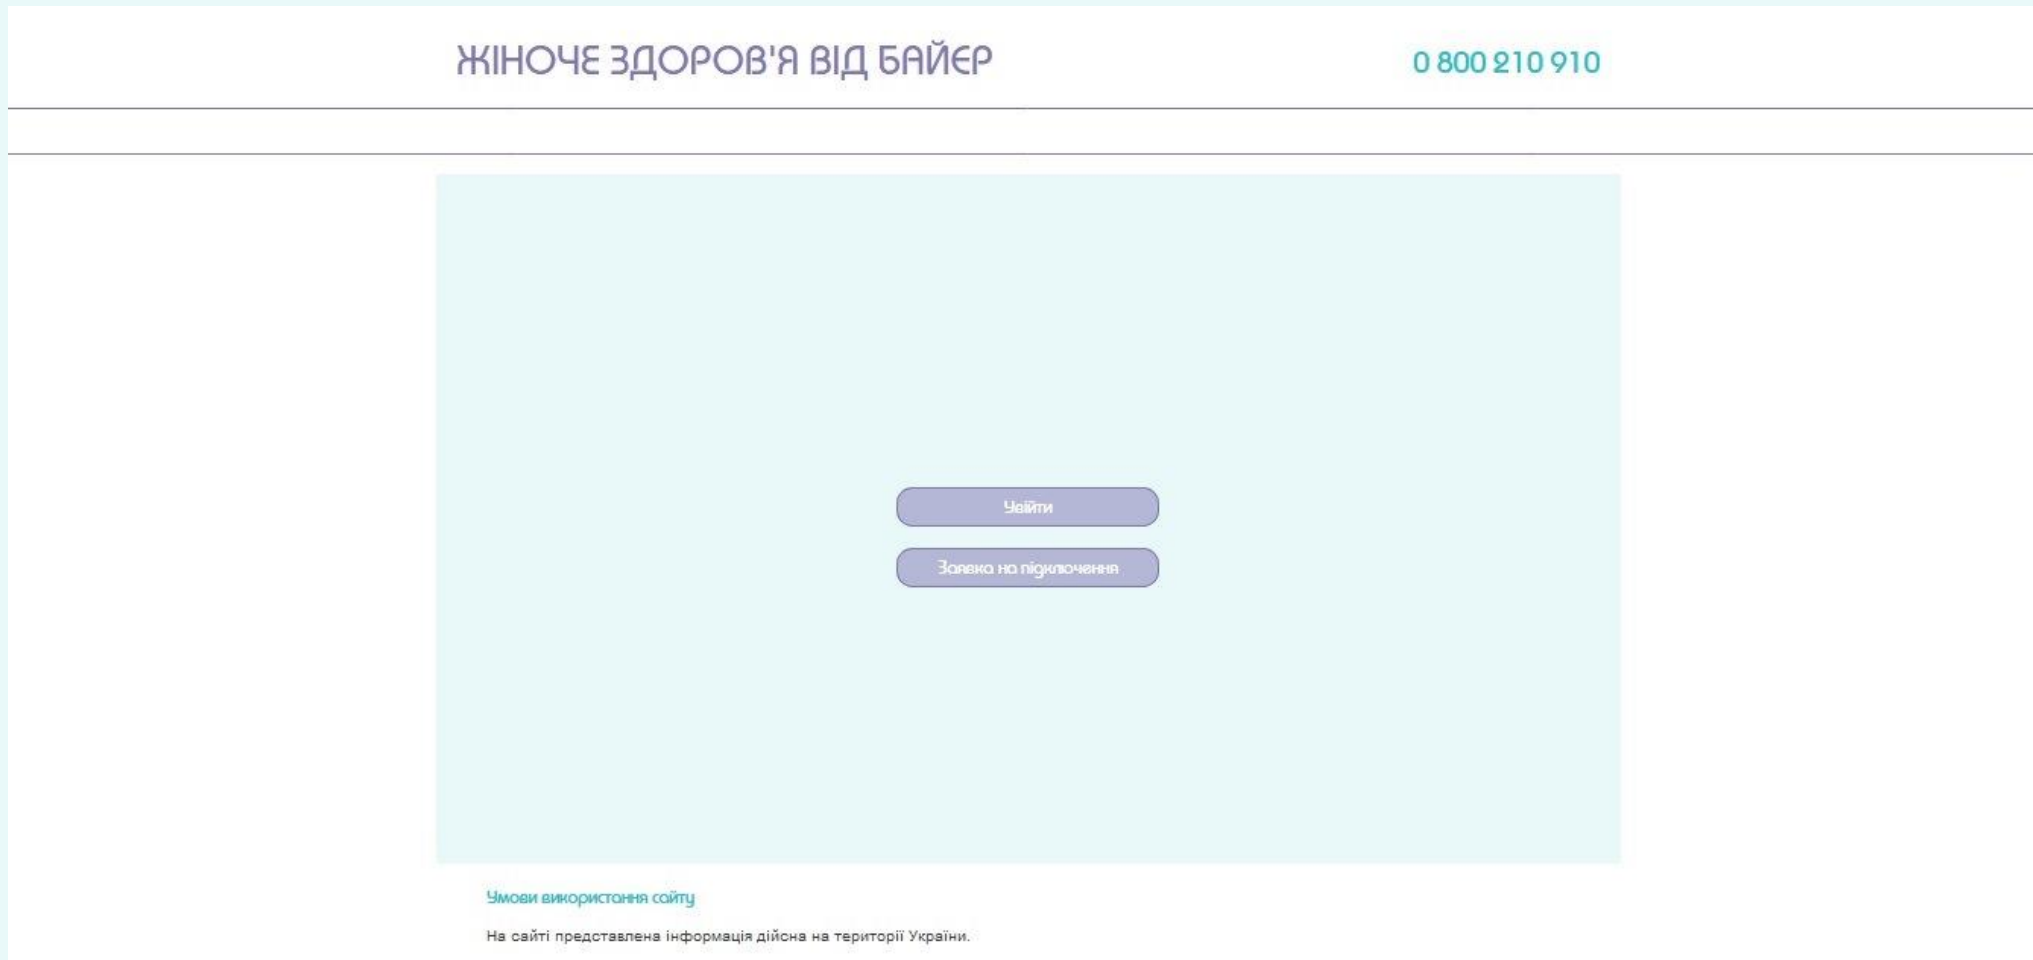 ЖІНОЧЕ ЗДОРОВ'Я ВІД БАЙЄР
0 800 210 910
Увійти
Заявка на підключення
Умови використання сайту
На сайті представлена інформація дійсна на території України.